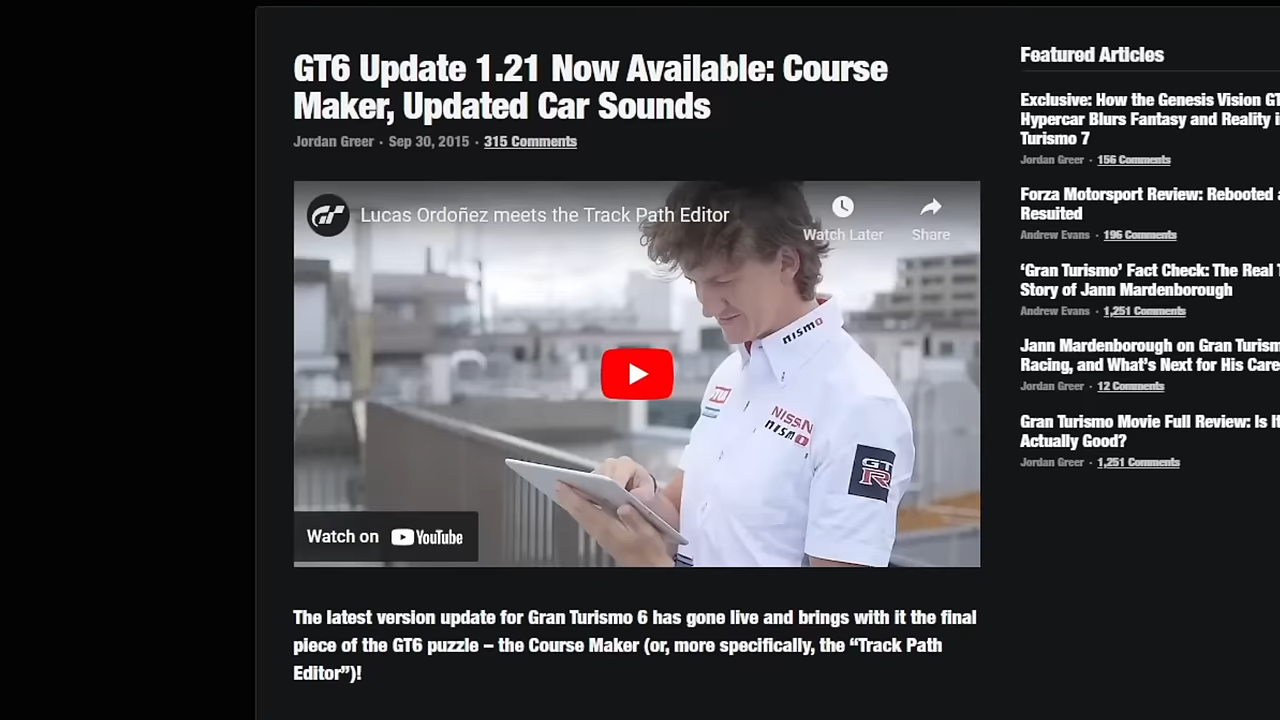 GT6 Update 1.21 Now Available: Course
Maker, Updated Car Sounds
Jordan Greer · Sep 30, 2015 · 315 Comments
Lucas Ordoñez meets the Track Path Editor
Watch Later
Share
nismo
NISSAN
nismo
GT
R
Watch on YouTube
The latest version update for Gran Turismo 6 has gone live and brings with it the final
piece of the GT6 puzzle – the Course Maker (or, more specifically, the “Track Path
Editor”)!
Featured Articles
Exclusive: How the Genesis Vision GT
Hypercar Blurs Fantasy and Reality i
Turismo 7
Jordan Greer · 156 Comments
Forza Motorsport Review: Rebooted a
Resuited
Andrew Evans · 196 Comments
‘Gran Turismo’ Fact Check: The Real T
Story of Jann Mardenborough
Andrew Evans · 1,251 Comments
Jann Mardenborough on Gran Turism
Racing, and What’s Next for His Care
Jordan Greer · 12 Comments
Gran Turismo Movie Full Review: Is It
Actually Good?
Jordan Greer · 1,251 Comments